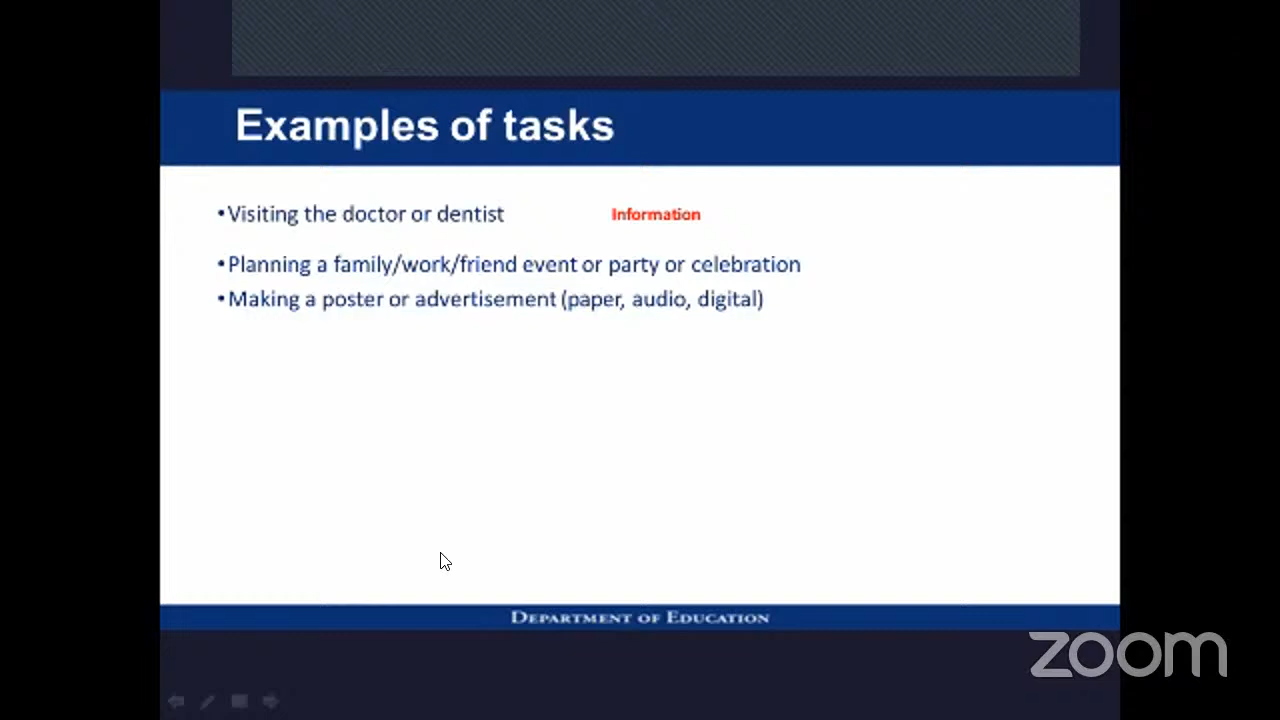 Examples of tasks
•Visiting the doctor or dentist Information
•Planning a family/work/friend event or party or celebration
•Making a poster or advertisement (paper, audio, digital)
DEPARTMENT OF EDUCATION
zoom